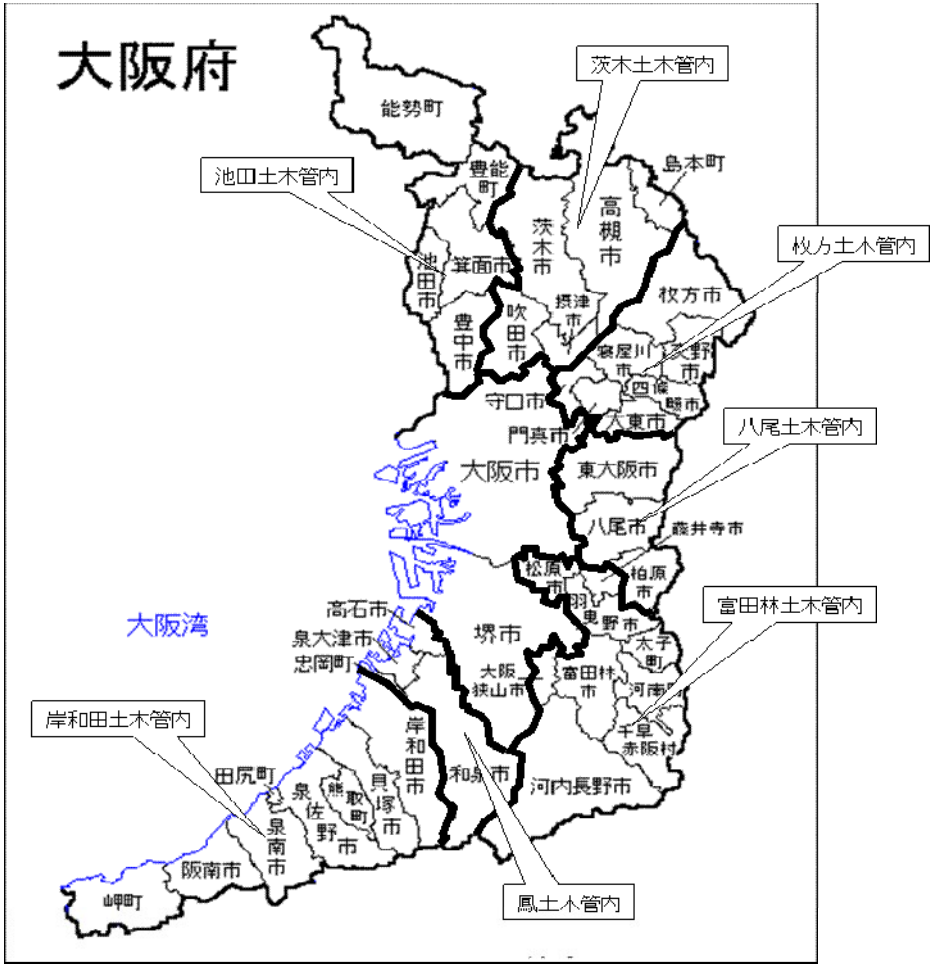 大阪府
茨木土木管内
能勢町
島本町
豊能町
池田土木管内
高槻市
茨木市
枚方土木管内
箕面市
池田市
枚方市
摂津市
吹田市
豊中市
寝屋川市
交野市
四條畷市
守口市
大東市
門真市
八尾土木管内
大阪市
東大阪市
八尾市
藤井寺市
松原市
柏原市
羽曳野市
富田林土木管内
高石市
大阪湾
堺市
泉大津市
太子町
忠岡町
大阪狭山市
富田林市
河南町
岸和田土木管内
岸和田市
千早赤阪村
和泉市
田尻町
貝塚市
熊取町
泉佐野市
河内長野市
泉南市
阪南市
岬町
鳳土木管内